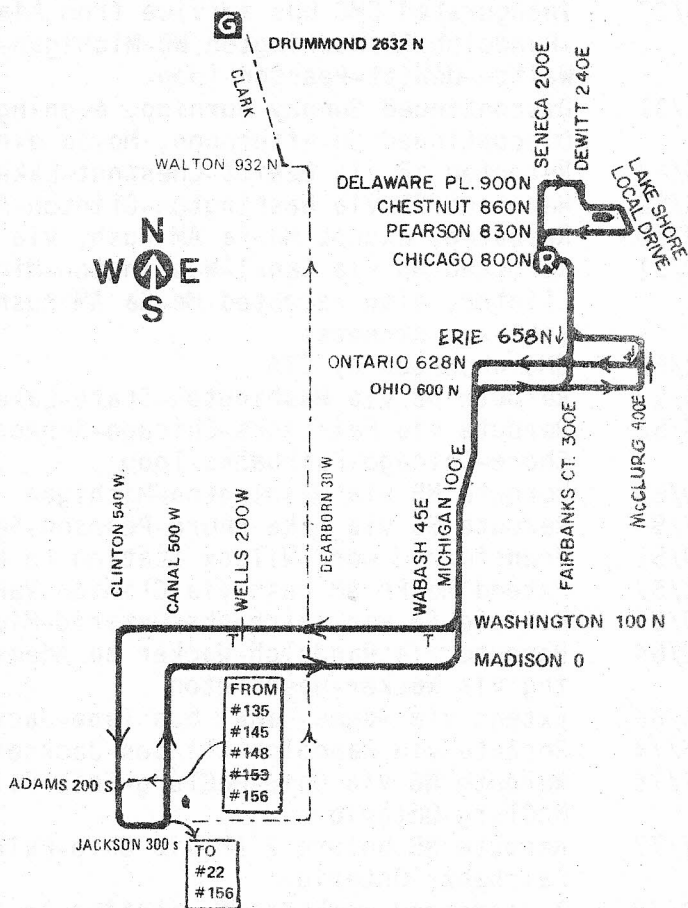 G
DRUMMOND 2632 N
CLARK
WALTON 932 N
SENECA 200E
DEWITT 240E
DELAWARE PL. 900N
CHESTNUT 860N
PEARSON 830N
CHICAGO 800N
R
LAKE SHORE
LOCAL DRIVE
N
W E
S
ERIE 658N↓
ONTARIO 628N
OHIO 600 N
CLINTON 540 W
CANAL 500 W
WELLS 200W
DEARBORN 30W
WABASH 45E
MICHIGAN 100E
FAIRBANKS CT. 300E
McCLURG 400E
WASHINGTON 100 N
T
T
MADISON 0
FROM
#135
#145
#148
#153
#156
ADAMS 200 S
JACKSON 300 s
TO
#22
#156